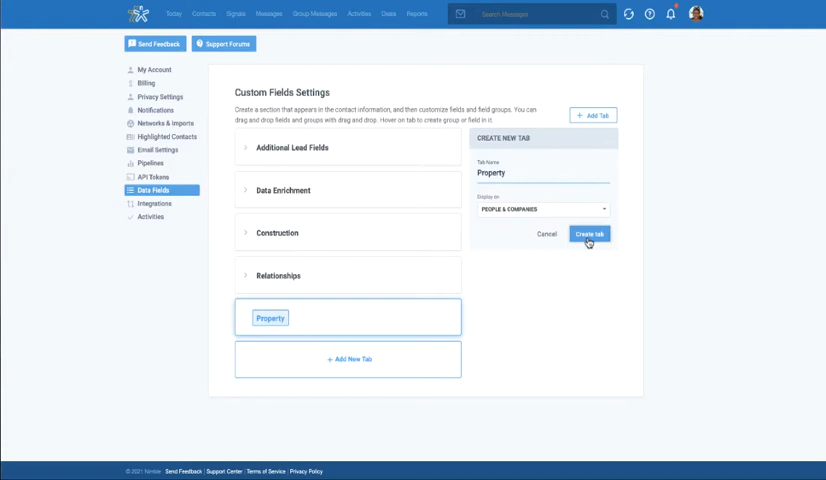 Today Contacts Signals Messages Group Messages Activities Deals Reports Search Messages
Send Feedback Support Forums
My Account
Billing
Privacy Settings
Notifications
Networks & Imports
Highlighted Contacts
Email Settings
Pipelines
API Tokens
Data Fields
Integrations
Activities
Custom Fields Settings
Create a section that appears in the contact information, and then customize fields and field groups. You can
drag and drop fields and groups with drag and drop. Hover on tab to create group or field in it.
+ Add Tab
Additional Lead Fields
Data Enrichment
Construction
Relationships
Property
+ Add New Tab
CREATE NEW TAB
Tab Name
Property
Display on
PEOPLE & COMPANIES
Cancel Create tab
© 2021 Nimble Send Feedback | Support Center | Terms of Service | Privacy Policy